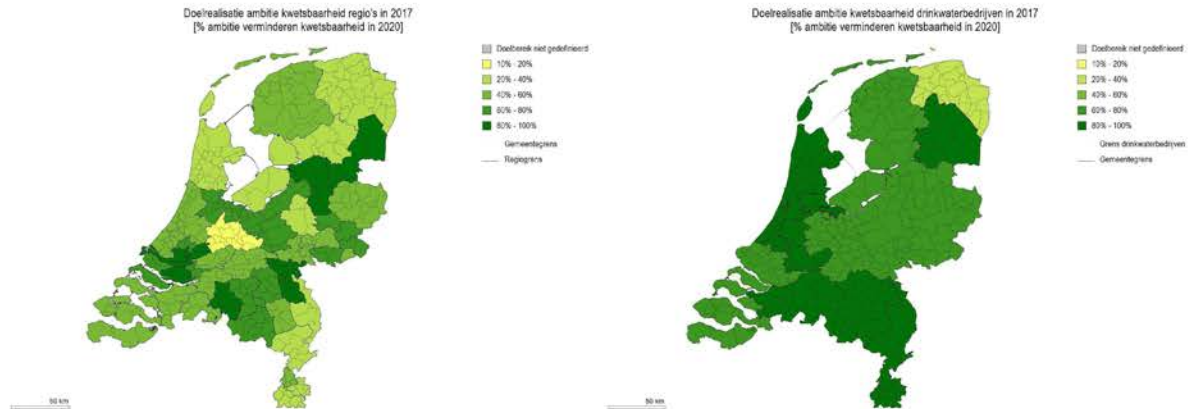 Doelrealisatie ambitie kwetsbaarheid regio's in 2017
[% ambitie verminderen kwetsbaarheid in 2020]
Doelbereik niet gedefinieerd
10% - 20%
20% - 40%
40% - 60%
60% - 80%
80% - 100%
Gemeentegrens
Regiogrens
50 km
Doelrealisatie ambitie kwetsbaarheid drinkwaterbedrijven in 2017
[% ambitie verminderen kwetsbaarheid in 2020]
Doelbereik niet gedefinieerd
10% - 20%
20% - 40%
40% - 60%
60% - 80%
80% - 100%
Grens drinkwaterbedrijven
Gemeentegrens
50 km